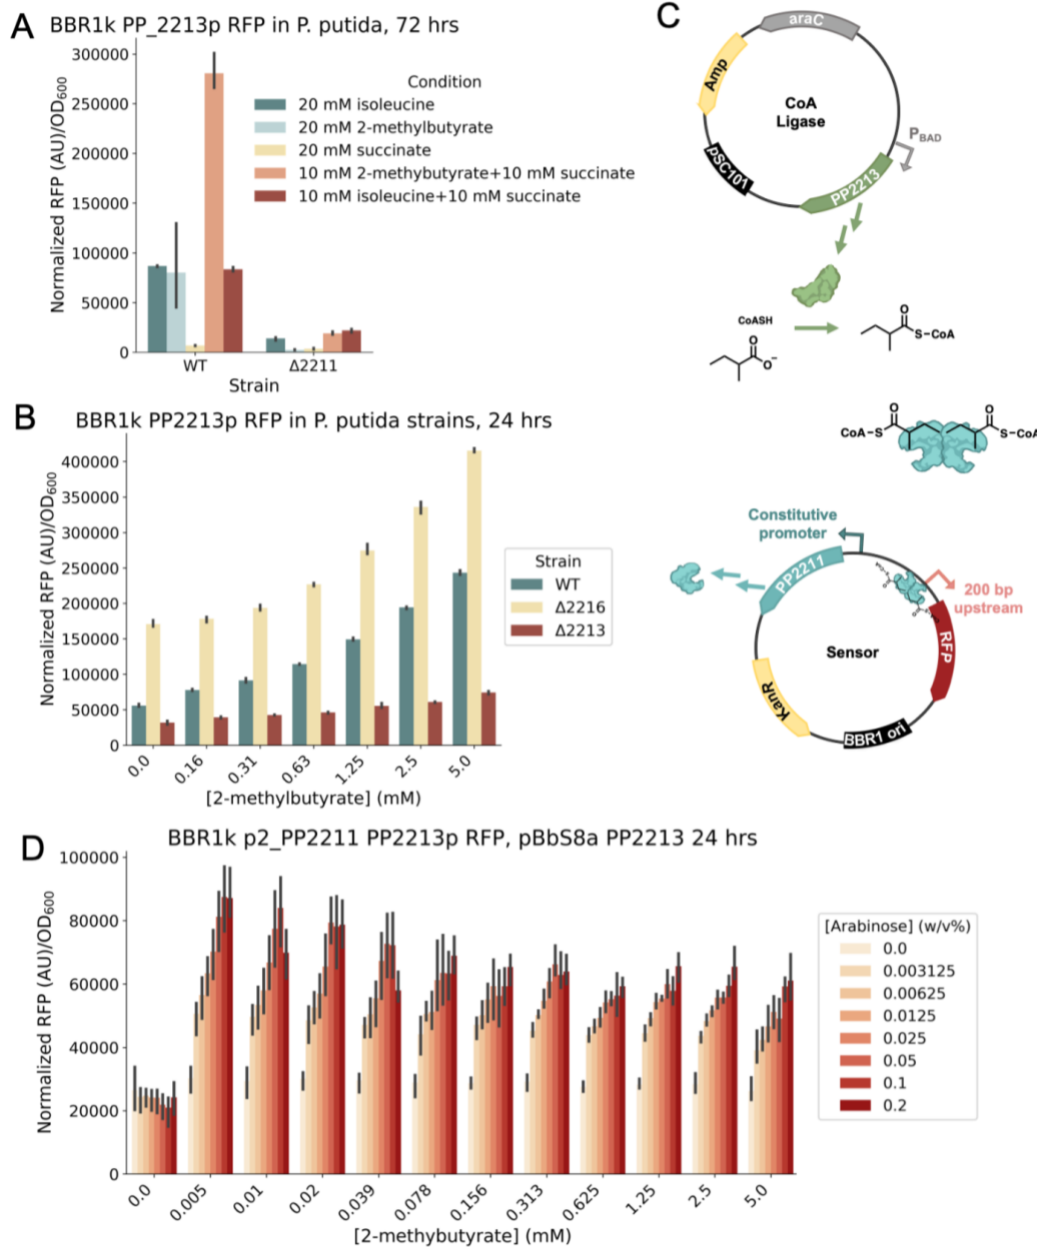 A
BBR1k PP_2213p RFP in P. putida, 72 hrs
Normalized RFP (AU)/OD600
300000
250000
200000
150000
100000
50000
0
WT
Δ2211
Strain
Condition
20 mM isoleucine
20 mM 2-methylbutyrate
20 mM succinate
10 mM 2-methybutyrate+10 mM succinate
10 mM isoleucine+10 mM succinate
B
BBR1k PP2213p RFP in P. putida strains, 24 hrs
Normalized RFP (AU)/OD600
400000
350000
300000
250000
200000
150000
100000
50000
0
0.0
0.16
0.31
0.63
1.25
2.5
5.0
[2-methylbutyrate] (mM)
Strain
WT
Δ2216
Δ2213
C
araC
Amp
CoA
Ligase
PBAD
pSC101
PP2213
CoASH
O
O−
O
S-CoA
O
CoA-S
O
S-CoA
Constitutive
promoter
PP2211
200 bp
upstream
RFP
Sensor
KanR
BBR1 ori
D
BBR1k p2_PP2211 PP2213p RFP, pBbS8a PP2213 24 hrs
Normalized RFP (AU)/OD600
100000
80000
60000
40000
20000
0
0.0
0.005
0.01
0.02
0.039
0.078
0.156
0.313
0.625
1.25
2.5
5.0
[2-methybutyrate] (mM)
[Arabinose] (w/v%)
0.0
0.003125
0.00625
0.0125
0.025
0.05
0.1
0.2